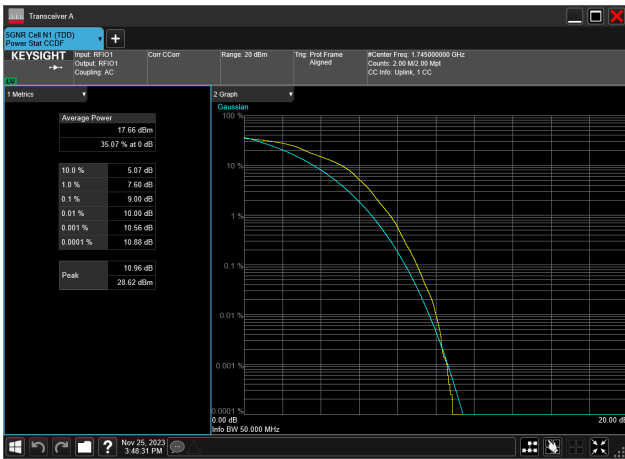 Transceiver A
5GNR Cell N1 (TDD)
Power Stat CCDF
KEYSIGHT
Input: RFIO1
Output: RFIO1
Coupling: AC
Corr CCorr
Range: 20 dBm
Trig: Prot Frame
Aligned
#Center Freq: 1.745000000 GHz
Counts: 2.00 M/2.00 Mpt
CC Info: Uplink, 1 CC
1 Metrics
Average Power
17.66 dBm
35.07 % at 0 dB
10.0 % 5.07 dB
1.0 % 7.60 dB
0.1 % 9.00 dB
0.01 % 10.00 dB
0.001 % 10.56 dB
0.0001 % 10.88 dB
Peak 10.96 dB
28.62 dBm
2 Graph
Gaussian
100 %
10 %
1 %
0.1 %
0.01 %
0.001 %
0.0001 %
0.00 dB
20.00 dB
Info BW 50.000 MHz
?
Nov 25, 2023
3:48:31 PM